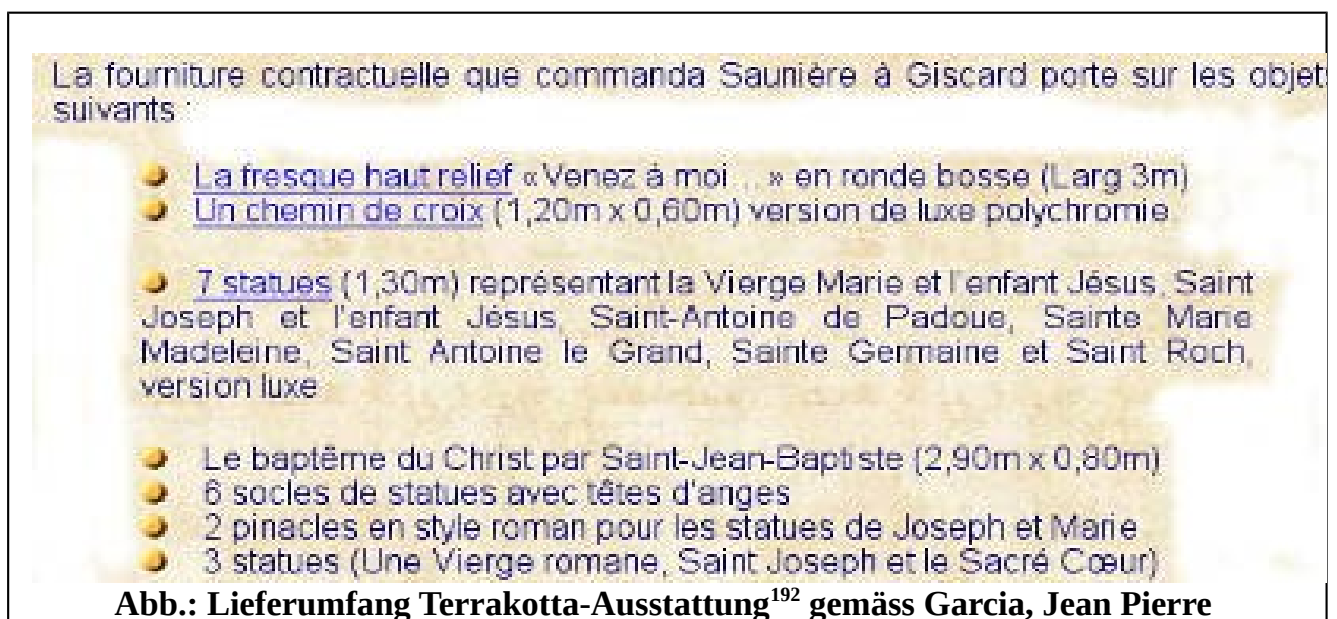 La fourniture contractuelle que commanda Saunière à Giscard porte sur les objets
suivants :
La fresque haut relief «Venez à moi ... » en ronde bosse (Larg 3m)
Un chemin de croix (1,20m x 0,60m) version de luxe polychromie
7 statues (1,30m) représentant la Vierge Marie et l'enfant Jésus, Saint
Joseph et l'enfant Jésus, Saint-Antoine de Padoue, Sainte Marie
Madeleine, Saint Antoine le Grand, Sainte Germaine et Saint Roch,
version luxe
Le baptême du Christ par Saint-Jean-Baptiste (2,90m x 0,80m)
6 socles de statues avec têtes d'anges
2 pinacles en style roman pour les statues de Joseph et Marie
3 statues (Une Vierge romane, Saint Joseph et le Sacré Cœur)
Abb.: Lieferumfang Terrakotta-Ausstattung192 gemäss Garcia, Jean Pierre